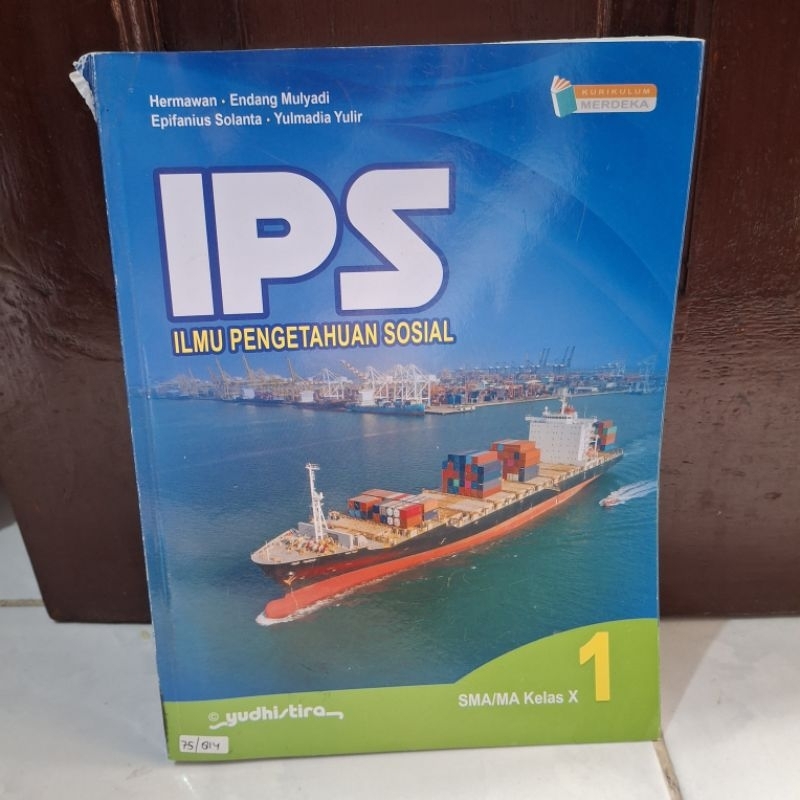 Hermawan • Endang Mulyadi
Epifanius Solanta • Yulmadia Yulir
KURIKULUM
MERDEKA
IPS
ILMU PENGETAHUAN SOSIAL
SMA/MA Kelas X
1
© yudhistira
75/814